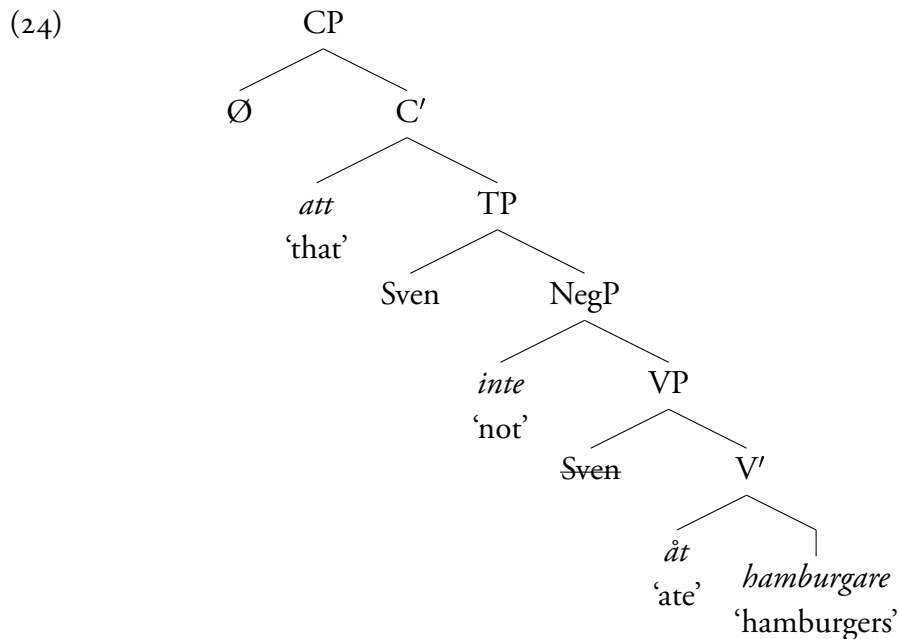 (24)
CP
Ø C′
att TP
‘that’
Sven NegP
inte VP
‘not’
Sven V′
åt hamburgare
‘ate’ ‘hamburgers’